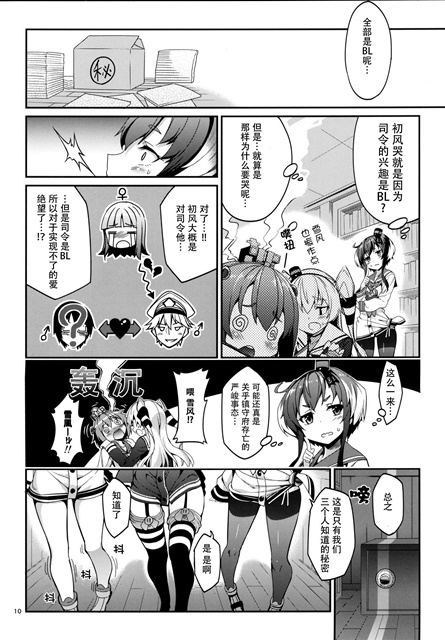 全部
是BL呢…
秘
初风哭就是因为
司令的兴趣是BL？
但是…就算是
那样为什么要哭呢…
雪风
喂
对了…!!
初风大概是
对司令他…
…但是司令是BL
所以对于实现不了的爱
绝望了…!?
♀
♂
？
♂
这么一来…
可能还真是
关乎镇守府存亡的
严峻事态…
轰沉
喂
雪风!?
雪風ーッ!!
总之
这是只有我们
三个人知道的秘密
是是啊
知道了
抖
抖
10